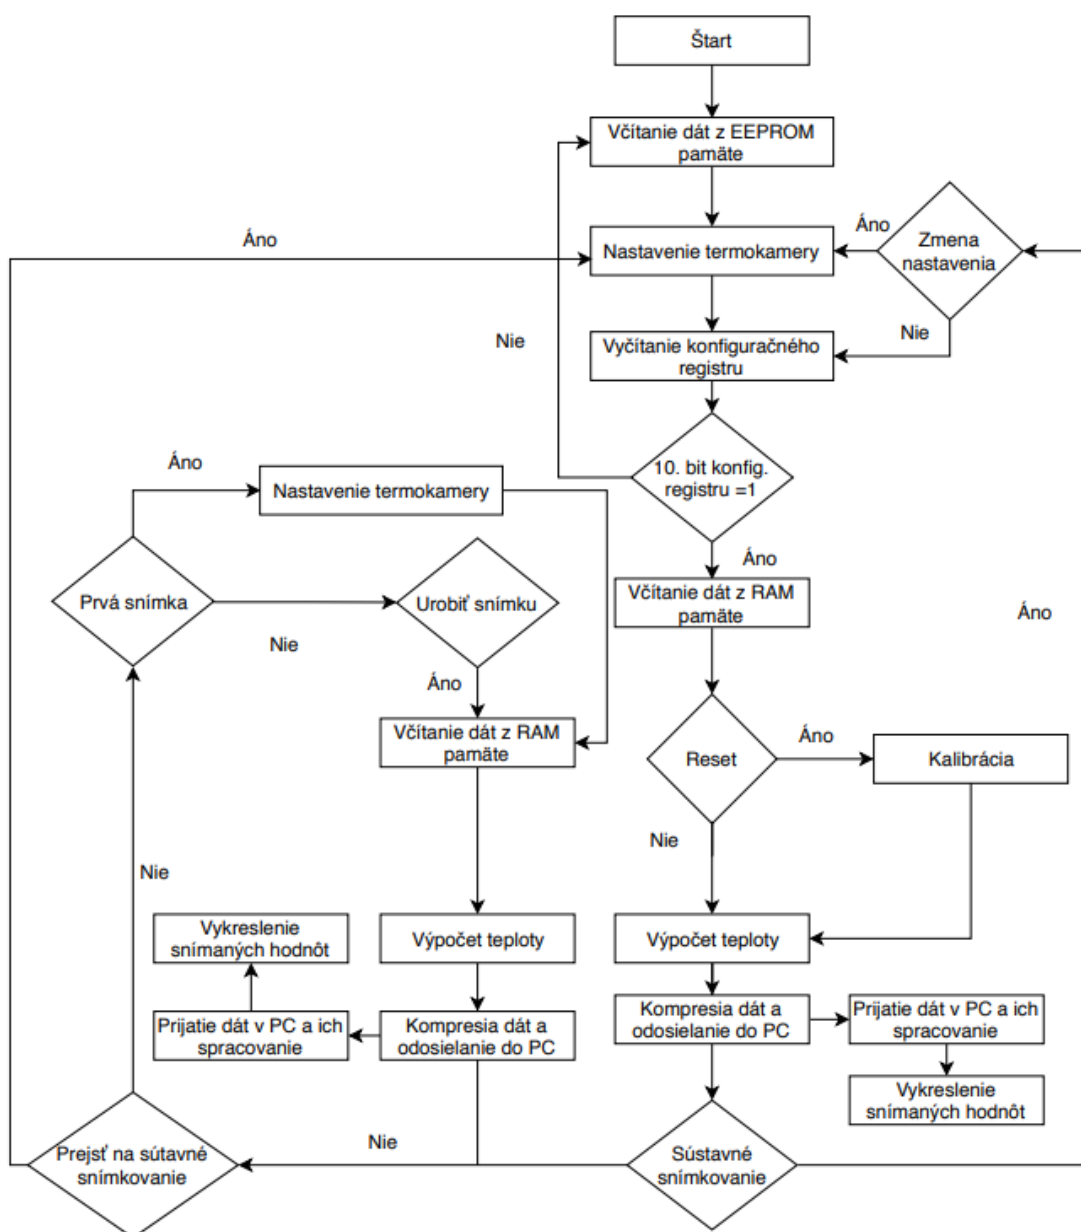 Štart
Včítanie dát z EEPROM
pamäte
Áno
Áno
Zmena
nastavenia
Nastavenie termokamery
Nie
Nie
Vyčítanie konfiguračného
registru
10. bit konfig.
registru =1
Áno
Nastavenie termokamery
Áno
Prvá snímka
Urobiť snímku
Včítanie dát z RAM
pamäte
Áno
Nie
Áno
Včítanie dát z RAM
pamäte
Reset
Áno
Kalibrácia
Nie
Nie
Vykreslenie
snímaných hodnôt
Výpočet teploty
Výpočet teploty
Prijatie dát v PC a ich
spracovanie
Kompresia dát a
odosielanie do PC
Kompresia dát a
odosielanie do PC
Prijatie dát v PC a ich
spracovanie
Vykreslenie
snímaných hodnôt
Nie
Prejsť na sútavné
snímkovanie
Sústavné
snímkovanie